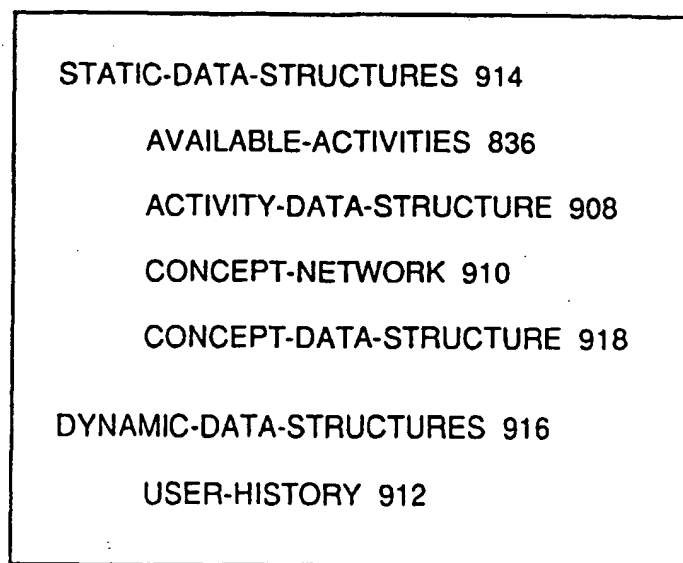 STATIC-DATA-STRUCTURES 914
AVAILABLE-ACTIVITIES 836
ACTIVITY-DATA-STRUCTURE 908
CONCEPT-NETWORK 910
CONCEPT-DATA-STRUCTURE 918
DYNAMIC-DATA-STRUCTURES 916
USER-HISTORY 912